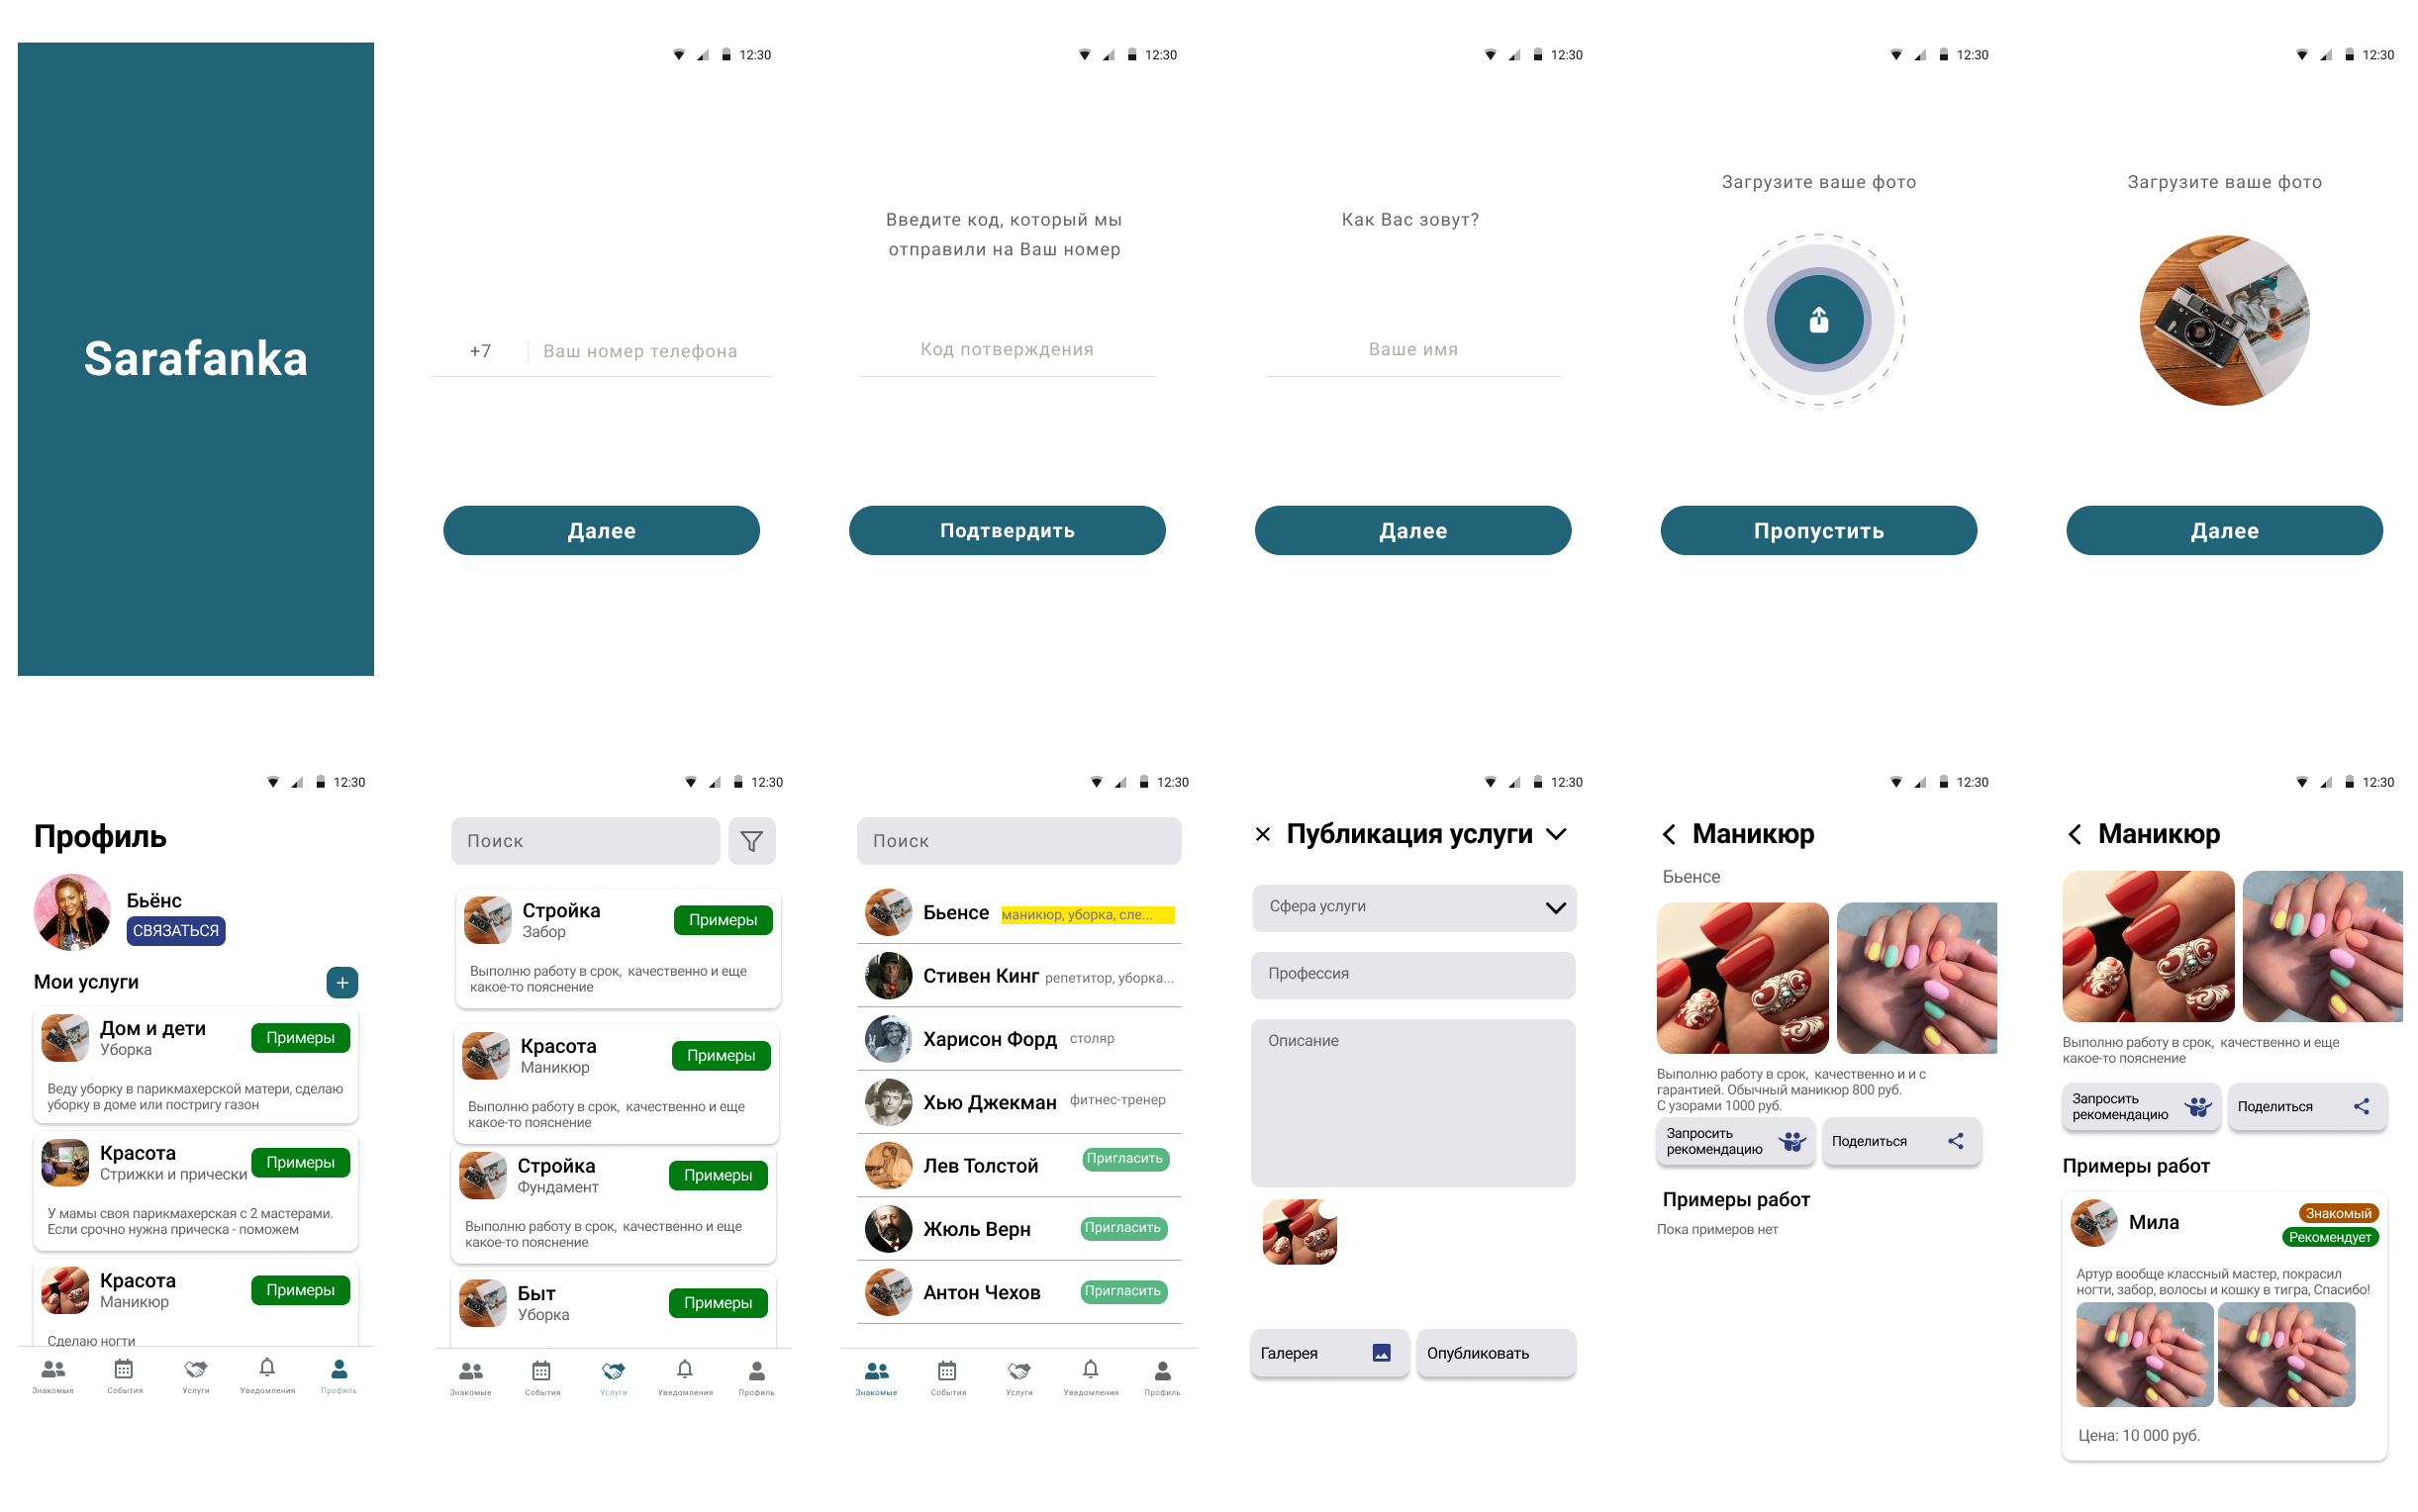 Sarafanka
12:30
+7 Ваш номер телефона
Далее
12:30
Введите код, который мы
отправили на Ваш номер
Код потверждения
Подтвердить
12:30
Как Вас зовут?
Ваше имя
Далее
12:30
Загрузите ваше фото
Пропустить
12:30
Загрузите ваше фото
Далее
12:30
Профиль
Бьёнс
СВЯЗАТЬСЯ
Мои услуги
+
Дом и дети
Уборка
Примеры
Веду уборку в парикмахерской матери, сделаю
уборку в доме или постригу газон
Красота
Стрижки и прически
Примеры
У мамы своя парикмахерская с 2 мастерами.
Если срочно нужна прическа - поможем
Красота
Маникюр
Примеры
Сделаю ногти
Знакомые События Услуги Уведомления Профиль
12:30
Поиск
Стройка
Забор
Примеры
Выполню работу в срок, качественно и еще
какое-то пояснение
Красота
Маникюр
Примеры
Выполню работу в срок, качественно и еще
какое-то пояснение
Стройка
Фундамент
Примеры
Выполню работу в срок, качественно и еще
какое-то пояснение
Быт
Уборка
Примеры
Знакомые События Услуги Уведомления Профиль
12:30
Поиск
Бьенсе маникюр, уборка, сле...
Стивен Кинг репетитор, уборка...
Харисон Форд столяр
Хью Джекман фитнес-тренер
Лев Толстой Пригласить
Жюль Верн Пригласить
Антон Чехов Пригласить
Знакомые События Услуги Уведомления Профиль
12:30
Публикация услуги
Сфера услуги
Профессия
Описание
Галерея
Опубликовать
12:30
Маникюр
Бьенсе
Выполню работу в срок, качественно и и с
гарантией. Обычный маникюр 800 руб.
С узорами 1000 руб.
Запросить
рекомендацию
Поделиться
Примеры работ
Пока примеров нет
12:30
Маникюр
Выполню работу в срок, качественно и еще
какое-то пояснение
Запросить
рекомендацию
Поделиться
Примеры работ
Мила
Знакомый
Рекомендует
Артур вообще классный мастер, покрасил
ногти, забор, волосы и кошку в тигра, Спасибо!
Цена: 10 000 руб.